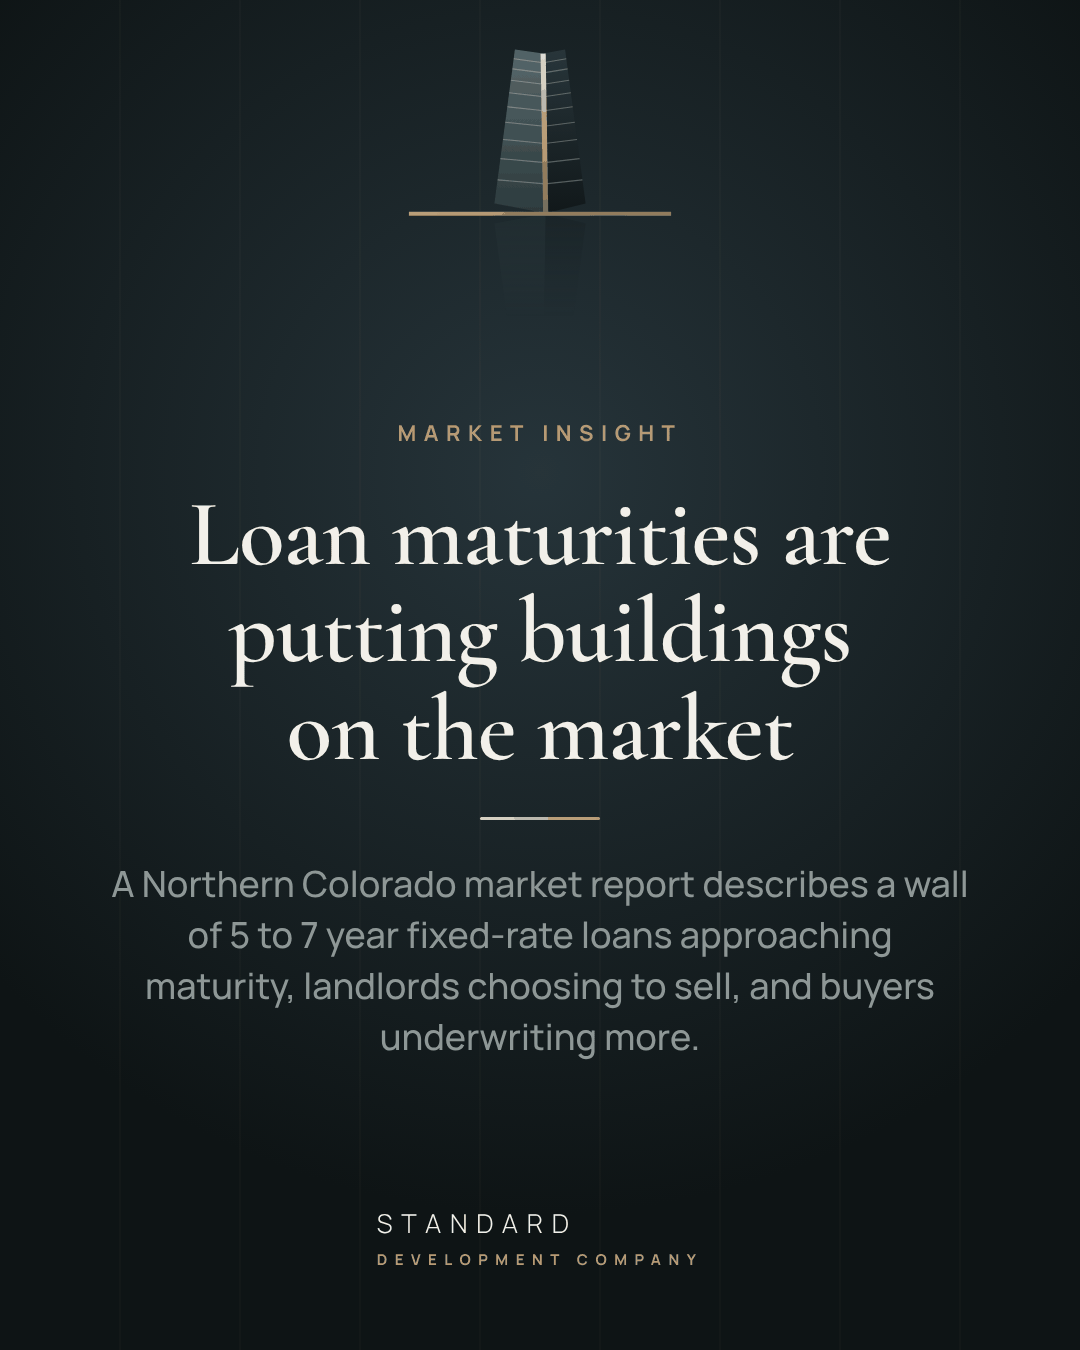 MARKET INSIGHT
Loan maturities are
putting buildings
on the market
A Northern Colorado market report describes a wall
of 5 to 7 year fixed-rate loans approaching
maturity, landlords choosing to sell, and buyers
underwriting more.
STANDARD
DEVELOPMENT COMPANY